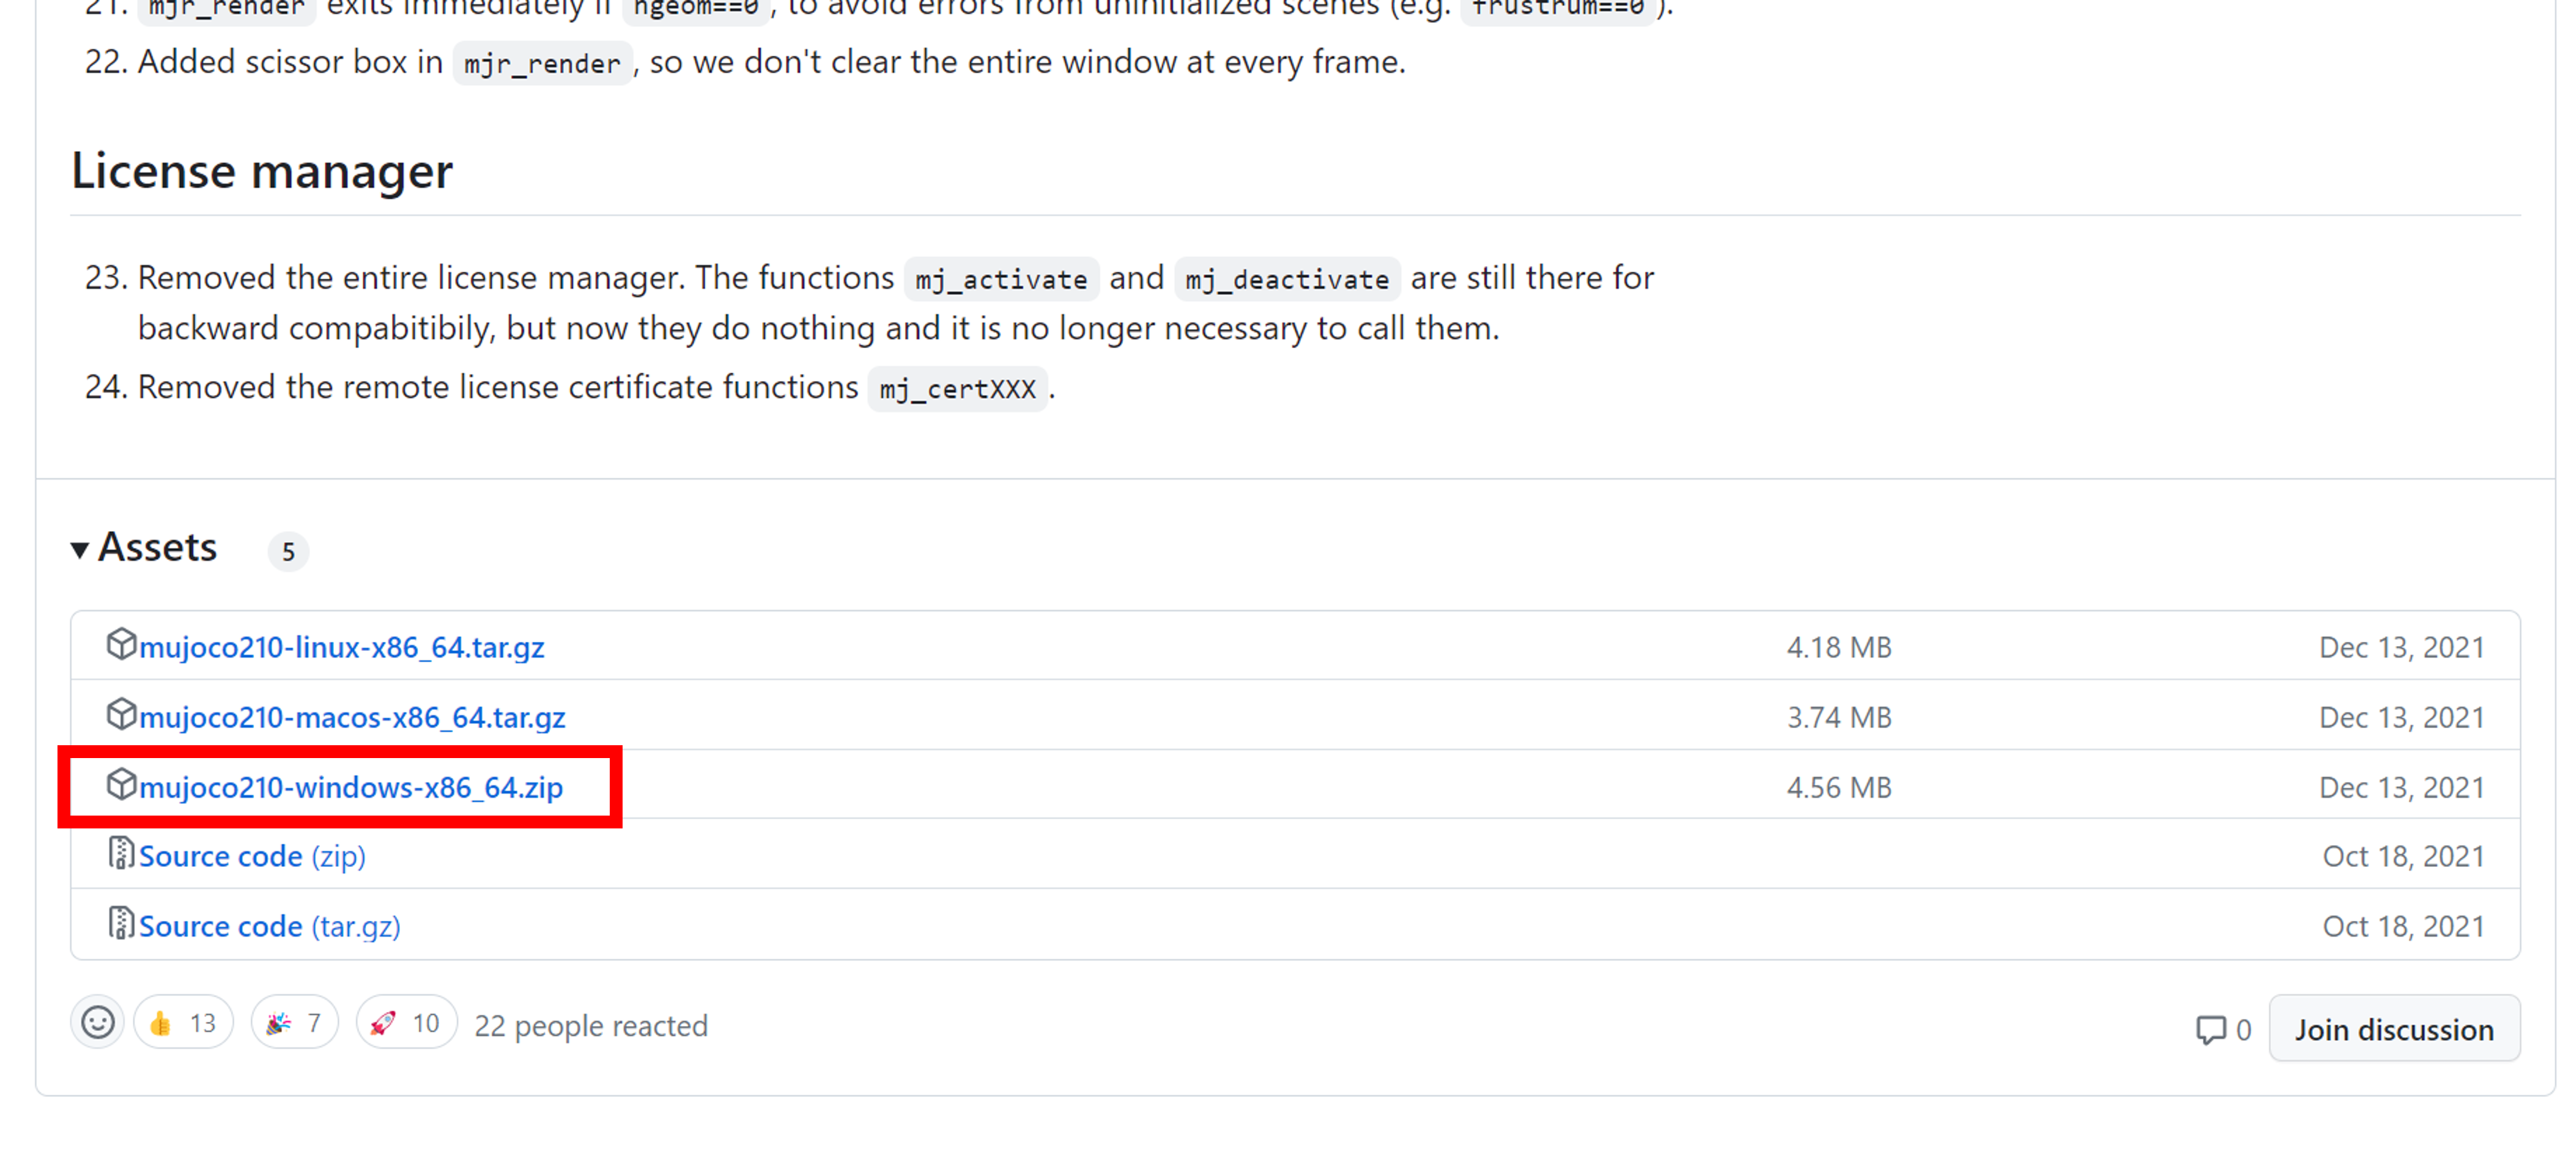 21. mjr_render exits immediately if ngeom==0, to avoid errors from uninitialized scenes (e.g. frustrum==0).
22. Added scissor box in mjr_render, so we don't clear the entire window at every frame.
License manager
23. Removed the entire license manager. The functions mj_activate and mj_deactivate are still there for
backward compabitibily, but now they do nothing and it is no longer necessary to call them.
24. Removed the remote license certificate functions mj_certXXX.
Assets 5
mujoco210-linux-x86_64.tar.gz 4.18 MB Dec 13, 2021
mujoco210-macos-x86_64.tar.gz 3.74 MB Dec 13, 2021
mujoco210-windows-x86_64.zip 4.56 MB Dec 13, 2021
Source code (zip) Oct 18, 2021
Source code (tar.gz) Oct 18, 2021
13 7 10 22 people reacted 0 Join discussion